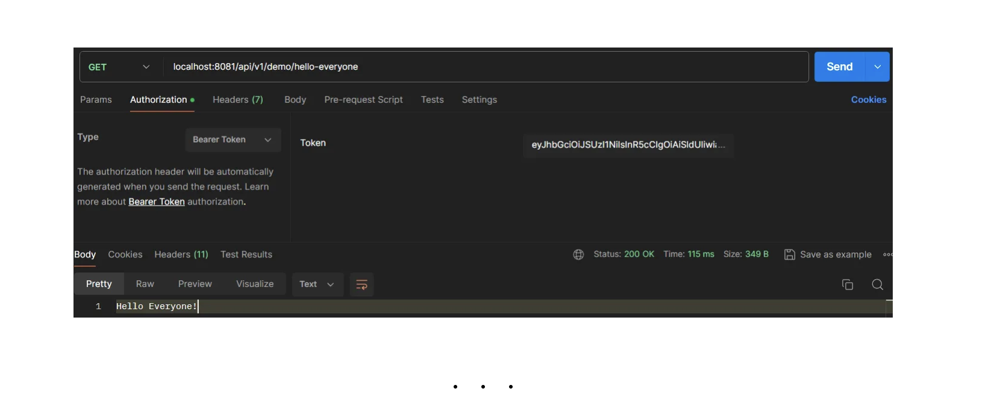 GET localhost:8081/api/v1/demo/hello-everyone Send
Params Authorization Headers (7) Body Pre-request Script Tests Settings Cookies
Type Bearer Token Token eyJhbGciOiJSUzI1NiIsInR5cCIgOiAiSldUIiwi...
The authorization header will be automatically
generated when you send the request. Learn
more about Bearer Token authorization.
Body Cookies Headers (11) Test Results Status: 200 OK Time: 115 ms Size: 349 B Save as example
Pretty Raw Preview Visualize Text
1 Hello Everyone!